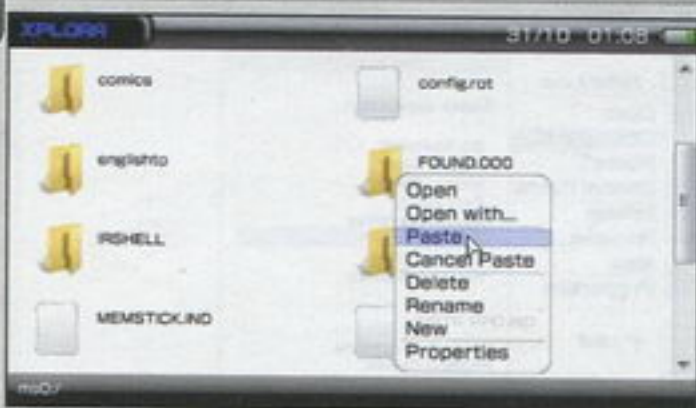 XPLORA
31/10 01:08
comics
config.rot
englishto
FOUND.000
IRSHELL
MEMSTICK.IND
Open
Open with...
Paste
Cancel Paste
Delete
Rename
New
Properties
ms0:/